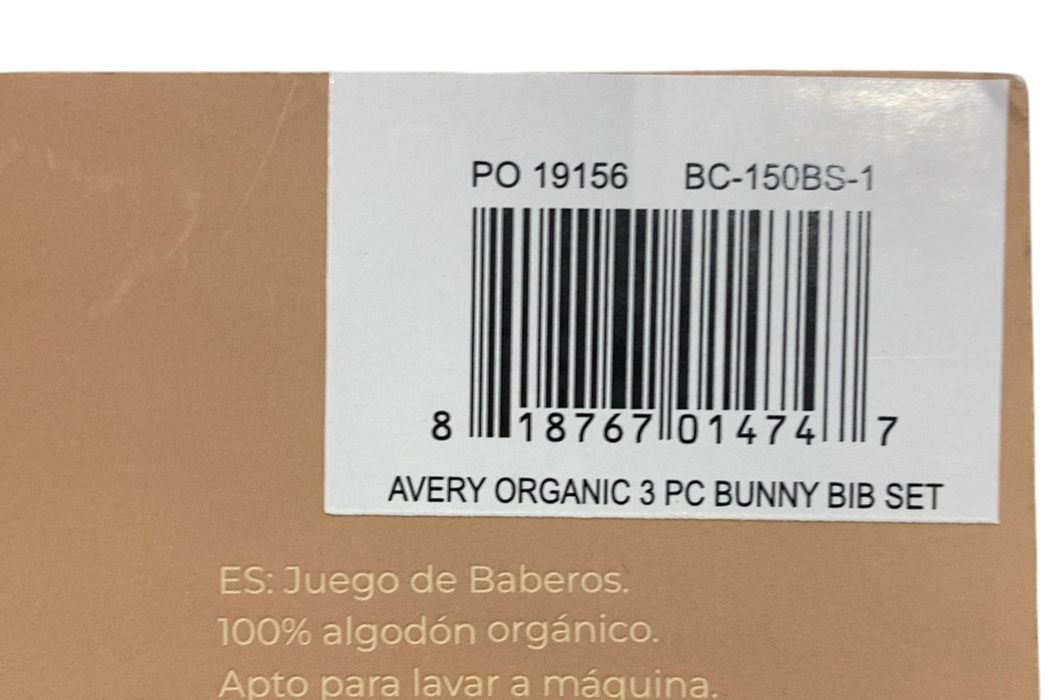 PO 19156 BC-150BS-1
8 18767 01474 7
AVERY ORGANIC 3 PC BUNNY BIB SET
ES: Juego de Baberos.
100% algodón orgánico.
Apto para lavar a máquina.